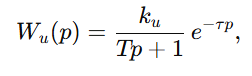 W_u(p) = \frac{k_u}{Tp + 1} e^{-\tau p},